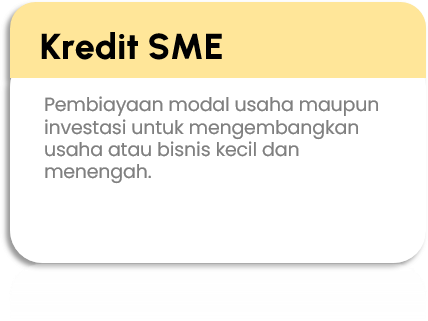 Kredit SME
Pembiayaan modal usaha maupun
investasi untuk mengembangkan
usaha atau bisnis kecil dan
menengah.